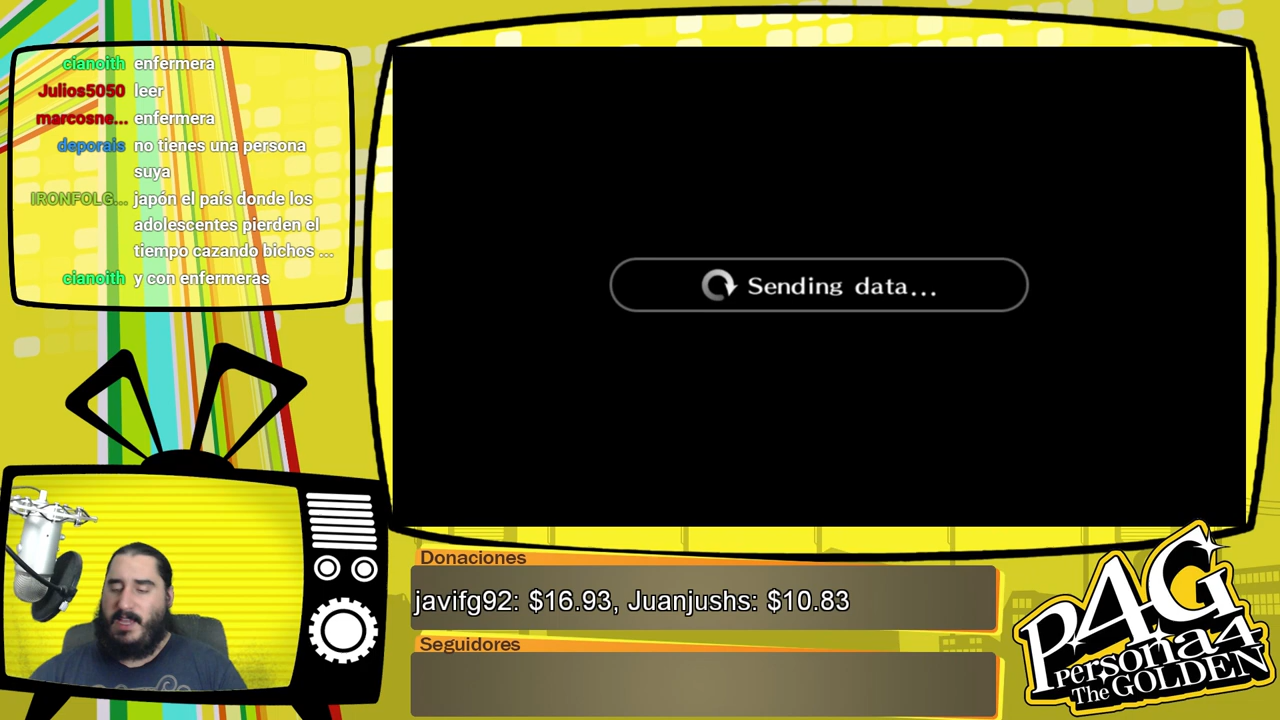 cianoith enfermera
Julios5050 leer
marcosne... enfermera
deporais no tienes una persona
suya
IRONFOLG... japón el país donde los
adolescentes pierden el
tiempo cazando bichos ...
cianoith y con enfermeras
Sending data...
Donaciones
javifg92: $16.93, Juanjushs: $10.83
Seguidores
P4G
Persona 4
The GOLDEN